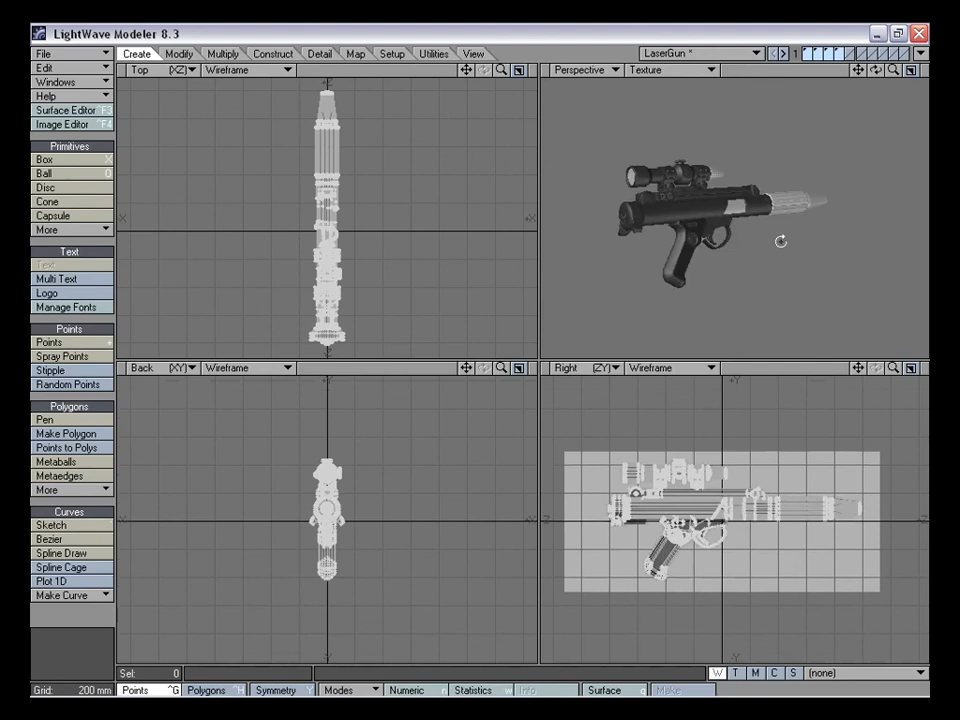 LightWave Modeler 8.3
File Create Modify Multiply Construct Detail Map Setup Utilities View LaserGun * 1
Edit Top (XZ) Wireframe Perspective Texture
Windows
Help
Surface Editor ^F3
Image Editor ^F4
Primitives
Box X
Ball O
Disc
Cone
Capsule
More
Text
Text
Multi Text
Logo
Manage Fonts
Points
Points +
Spray Points
Stipple
Random Points
Back (XY) Wireframe Right (ZY) Wireframe
Polygons
Pen
Make Polygon
Points to Polys
Metaballs
Metaedges
More
Curves
Sketch
Bezier
Spline Draw
Spline Cage
Plot 1D
Make Curve
Sel: 0 W T M C S (none)
Grid: 200 mm Points ^G Polygons ^H Symmetry Y Modes Numeric n Statistics w Info Surface q Make